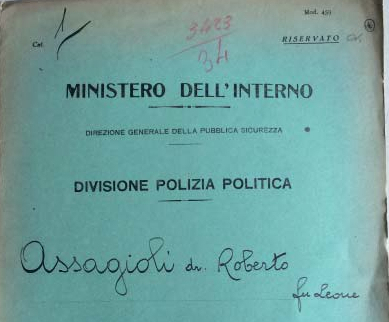 Mod. 459
Cat. 1
3423
34
RISERVATO
MINISTERO DELL'INTERNO
DIREZIONE GENERALE DELLA PUBBLICA SICUREZZA
DIVISIONE POLIZIA POLITICA
Assagioli dr. Roberto
fu Leone